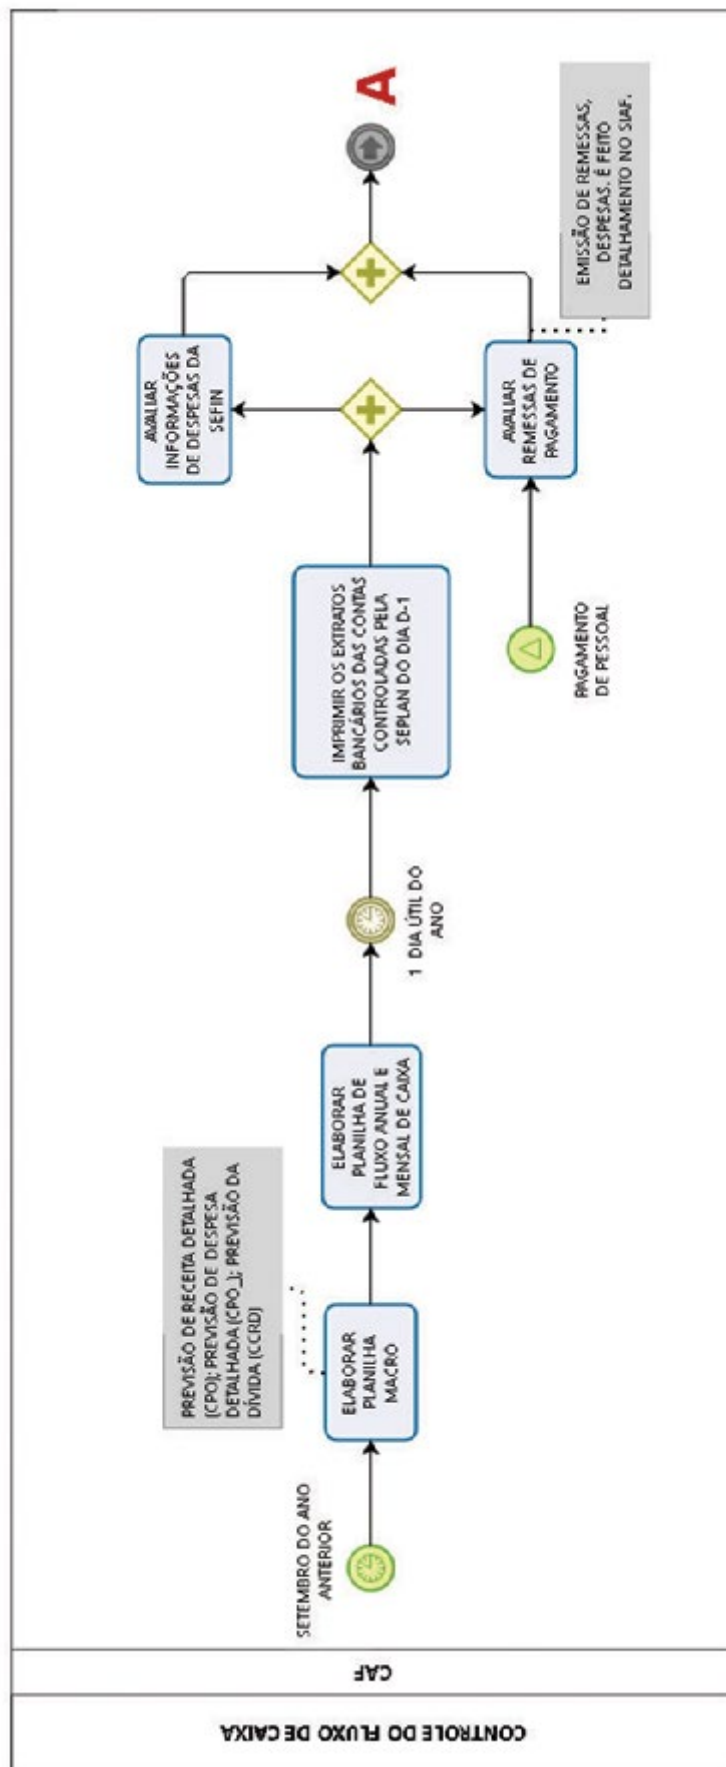 CONTROLE DO FLUXO DE CAIXA
CAF
SETEMBRO DO ANO
ANTERIOR
PREVISÃO DE RECEITA DETALHADA
(CPO); PREVISÃO DE DESPESA
DETALHADA (CPO_); PREVISÃO DA
DÍVIDA (CCRD)
ELABORAR
PLANILHA
MACRO
ELABORAR
PLANILHA DE
FLUXO ANUAL E
MENSAL DE CAIXA
1 DIA ÚTIL DO
ANO
IMPRIMIR OS EXTRATOS
BANCÁRIOS DAS CONTAS
CONTROLADAS PELA
SEPLAN DO DIA D-1
AVALIAR
INFORMAÇÕES
DE DESPESAS DA
SEFIN
PAGAMENTO
DE PESSOAL
AVALIAR
REMESSAS DE
PAGAMENTO
EMISSÃO DE REMESSAS,
DESPESAS. É FEITO
DETALHAMENTO NO SIAF.
A